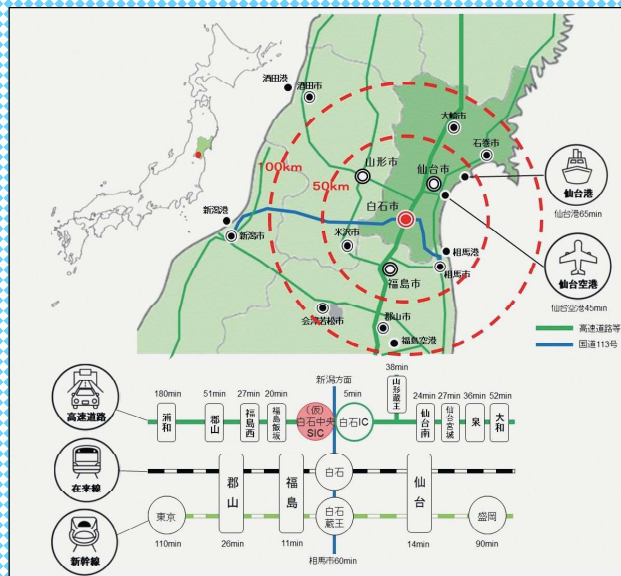 酒田港
酒田市
大崎市
石巻市
100km
山形市
仙台市
50km
仙台港
仙台港65min
白石市
新潟港
新潟市
米沢市
相馬港
相馬市
仙台空港
仙台空港45min
福島市
会津若松市
郡山市
福島空港
高速道路等
国道113号
高速道路
180min
浦和
51min
郡山
27min
福島西
20min
福島飯坂
新潟方面
(仮)
白石中央
SIC
5min
白石IC
38min
山形蔵王
24min
仙台南
27min
仙台宮城
36min
泉
52min
大和
在来線
郡山
福島
白石
仙台
新幹線
東京
110min
26min
11min
白石
蔵王
相馬市60min
14min
盛岡
90min